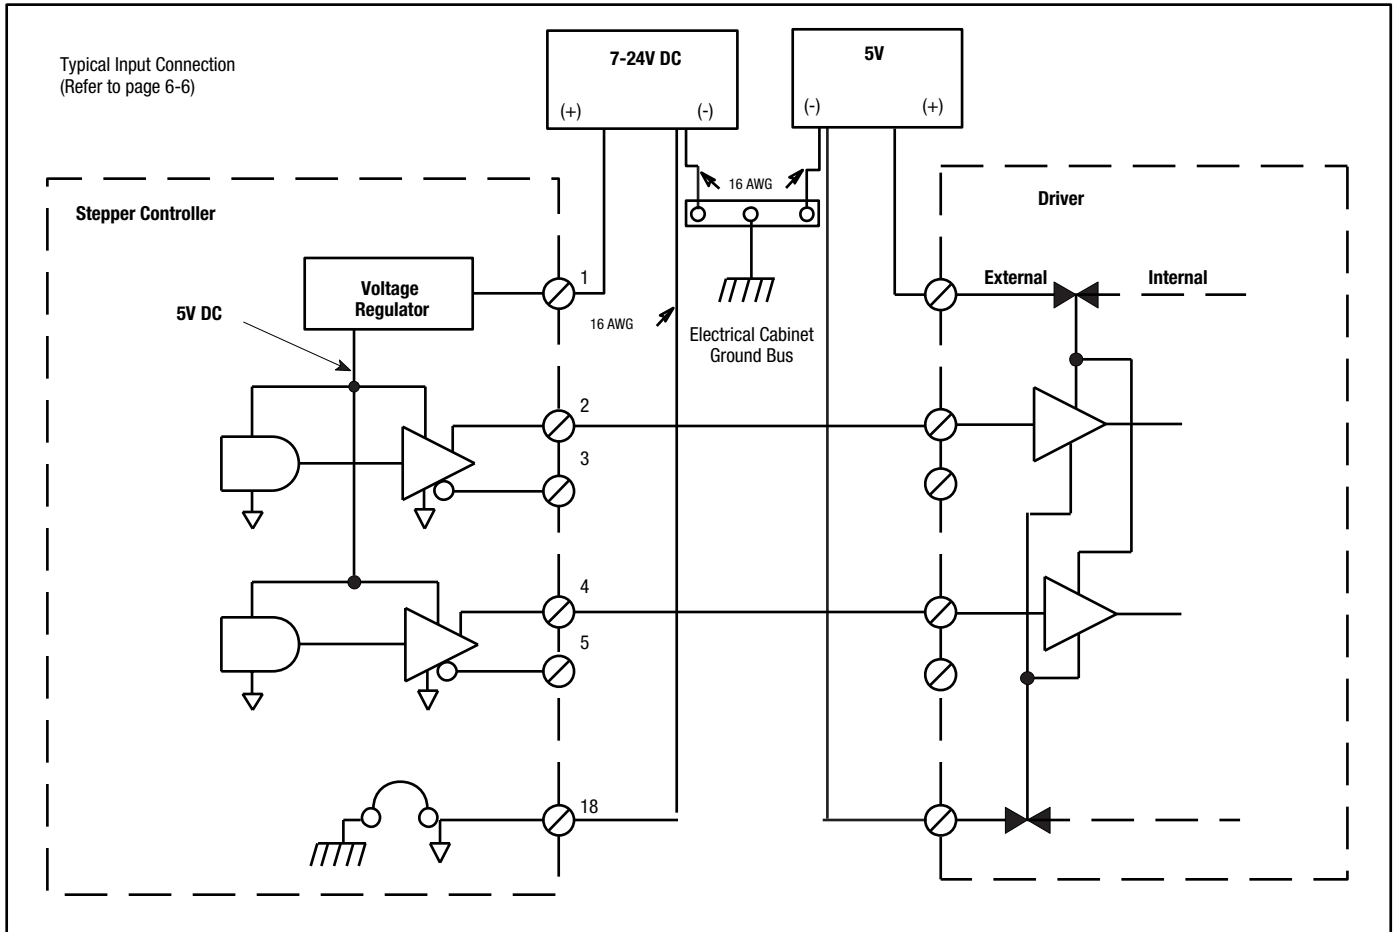 Typical Input Connection
(Refer to page 6-6)
7-24V DC
(+)
(-)
5V
(-)
(+)
16 AWG
Stepper Controller
Driver
Voltage
Regulator
1
External
Internal
5V DC
16 AWG
Electrical Cabinet
Ground Bus
2
3
4
5
18